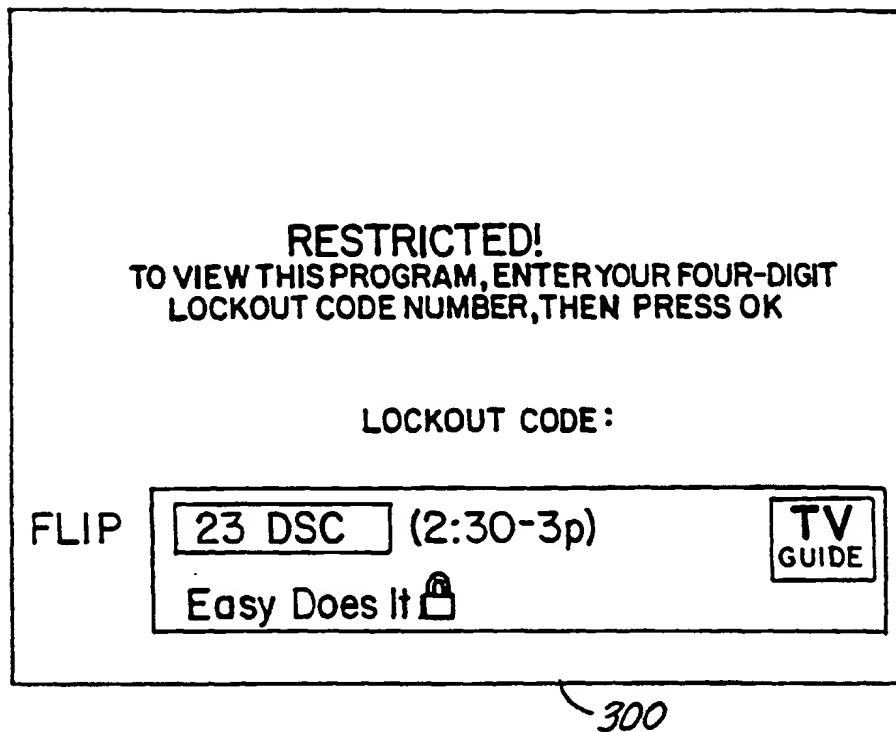 RESTRICTED!
TO VIEW THIS PROGRAM, ENTER YOUR FOUR-DIGIT
LOCKOUT CODE NUMBER, THEN PRESS OK
LOCKOUT CODE:
FLIP
23 DSC (2:30-3p)
TV
GUIDE
Easy Does It
300